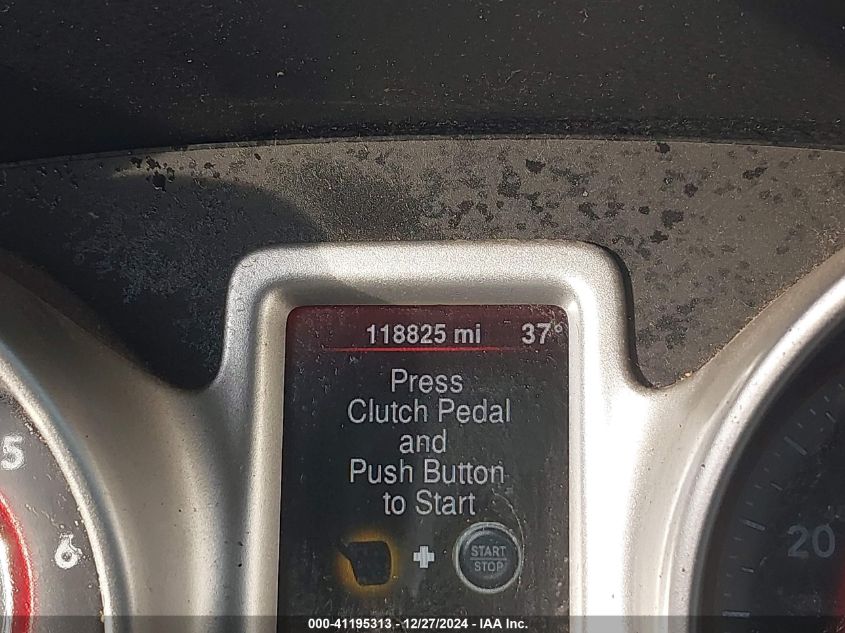 118825 mi 37°
Press
Clutch Pedal
and
Push Button
to Start
5
6
+
START
STOP
20
000-41195313 - 12/27/2024 - IAA Inc.